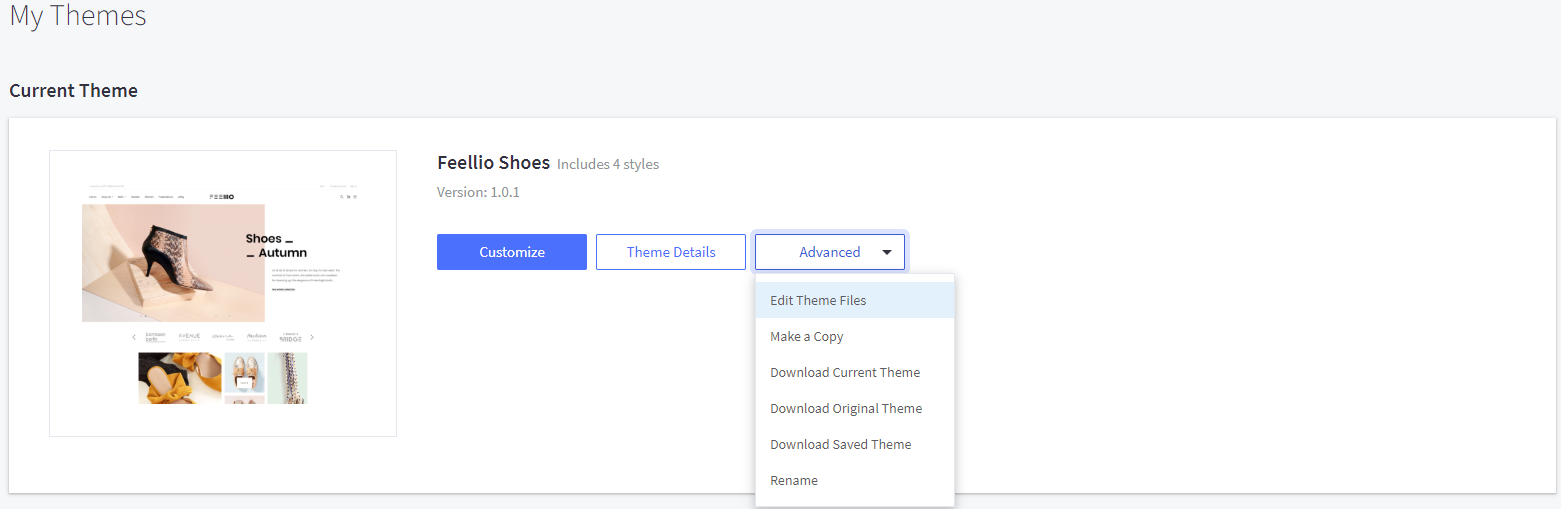 My Themes
Current Theme
Feellio Shoes Includes 4 styles
Version: 1.0.1
Customize
Theme Details
Advanced
Edit Theme Files
Make a Copy
Download Current Theme
Download Original Theme
Download Saved Theme
Rename
Shoes _
_ Autumn